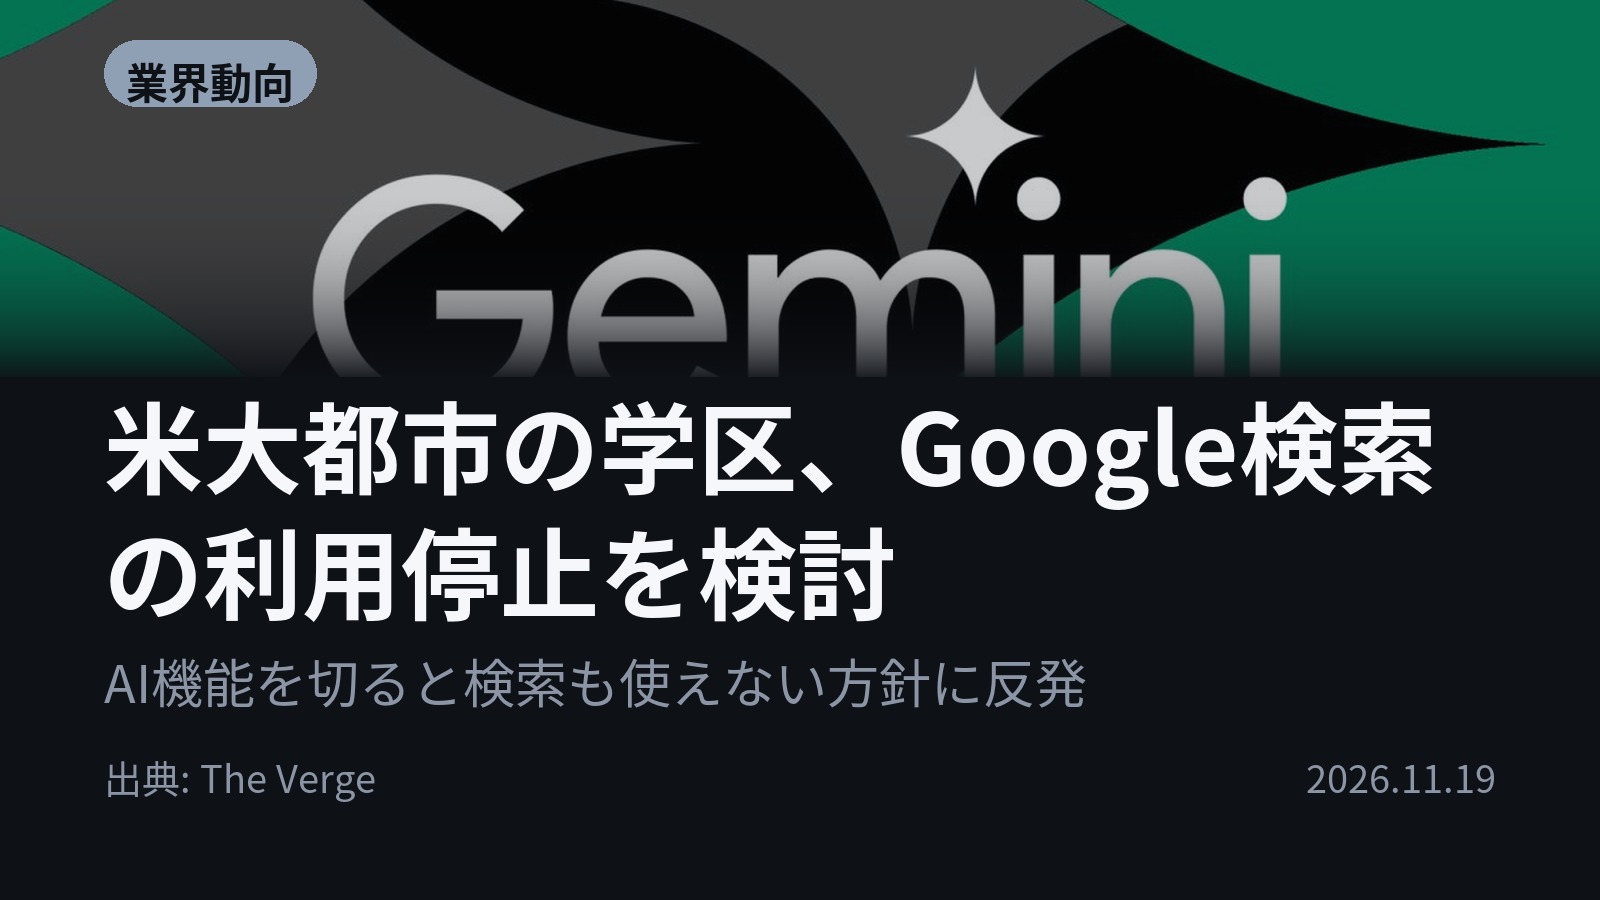 業界動向
Gemini
米大都市の学区、Google検索
の利用停止を検討
AI機能を切ると検索も使えない方針に反発
出典: The Verge
2026.11.19